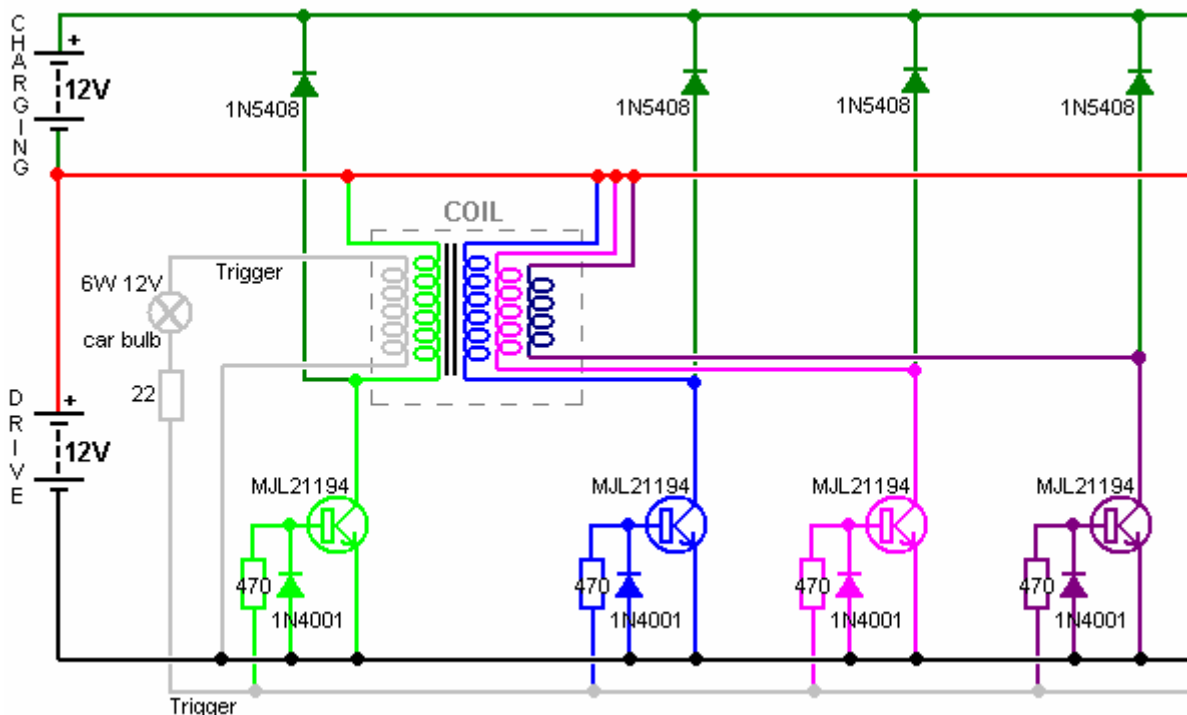 CHARGING
+
12V
1N5408
1N5408
1N5408
1N5408
COIL
Trigger
6W 12V
car bulb
22
DRIVE
+
12V
MJL21194
MJL21194
MJL21194
MJL21194
470
470
470
470
1N4001
1N4001
1N4001
1N4001
Trigger